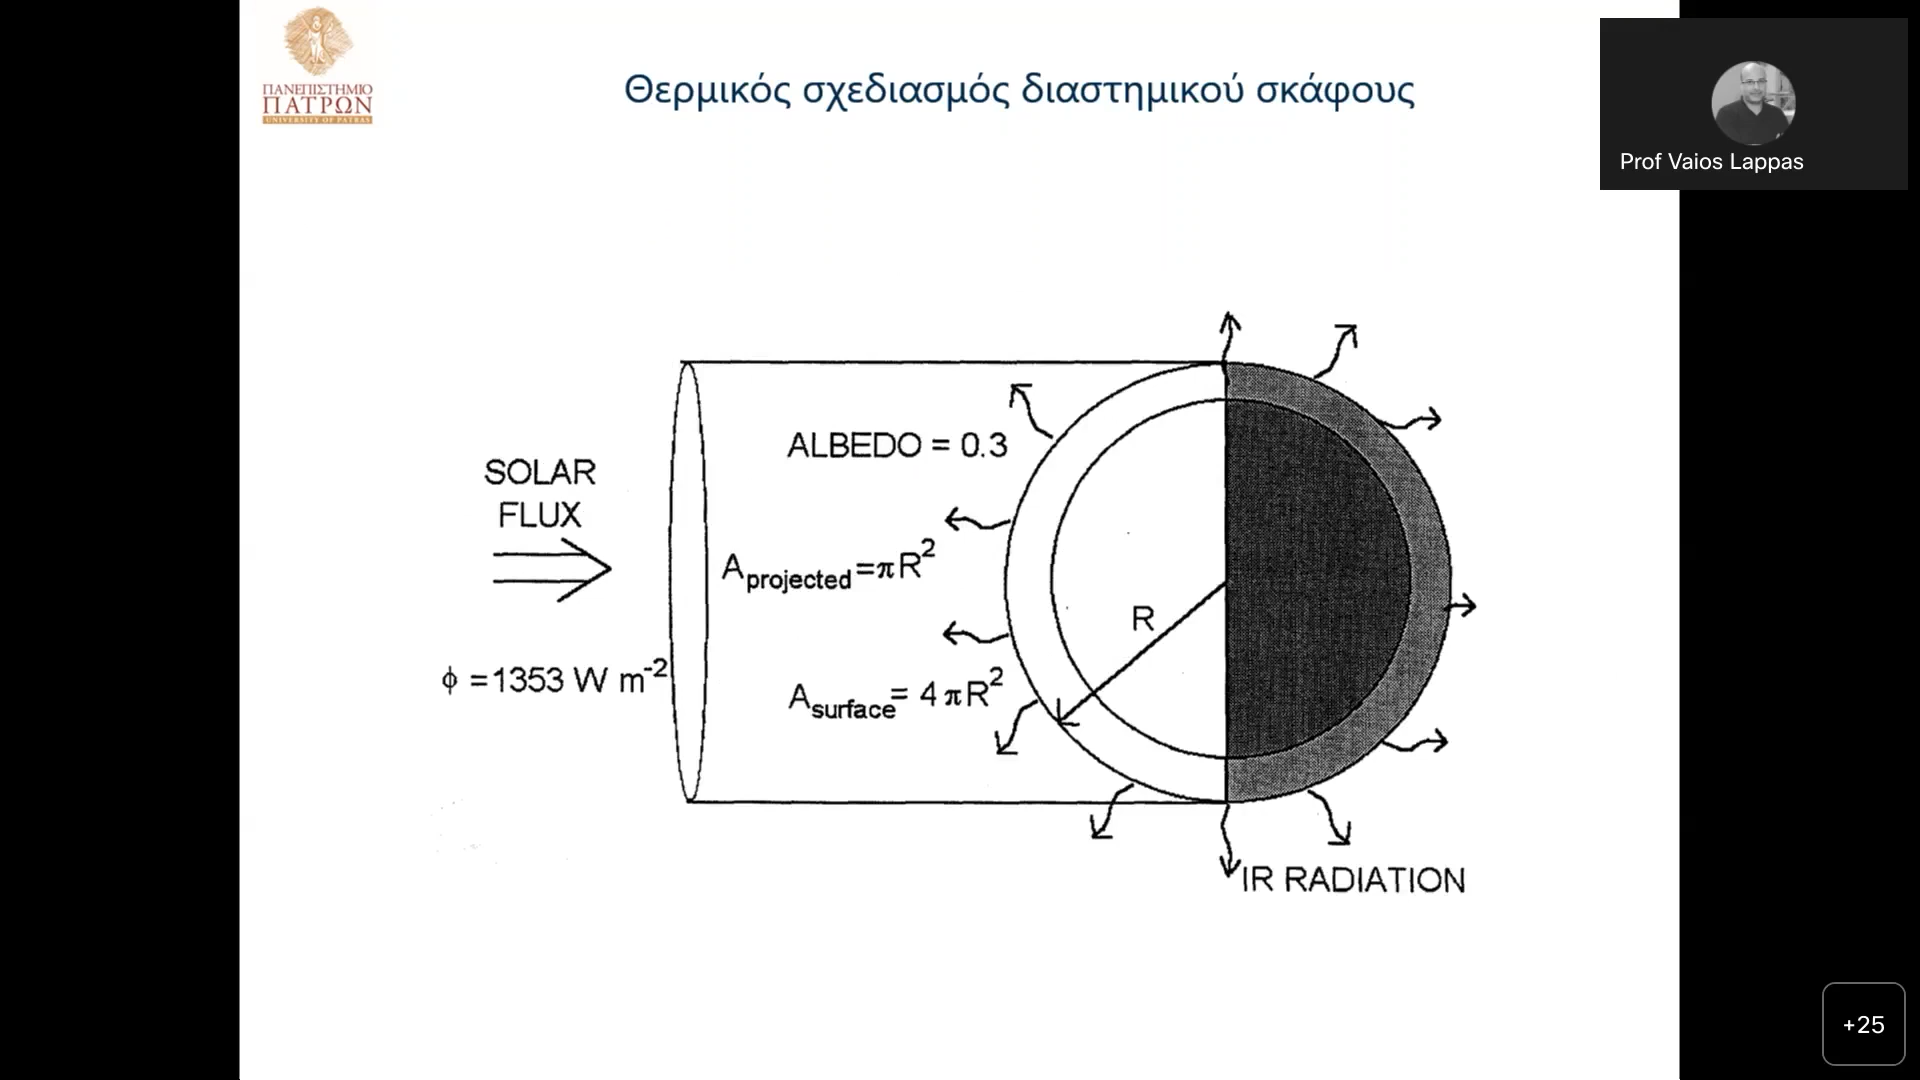 ΠΑΝΕΠΙΣΤΗΜΙΟ
ΠΑΤΡΩΝ
UNIVERSITY OF PATRAS
Θερμικός σχεδιασμός διαστημικού σκάφους
Prof Vaios Lappas
ALBEDO = 0.3
SOLAR
FLUX
A projected = πR²
R
ϕ = 1353 W m⁻²
A surface = 4πR²
IR RADIATION
+25